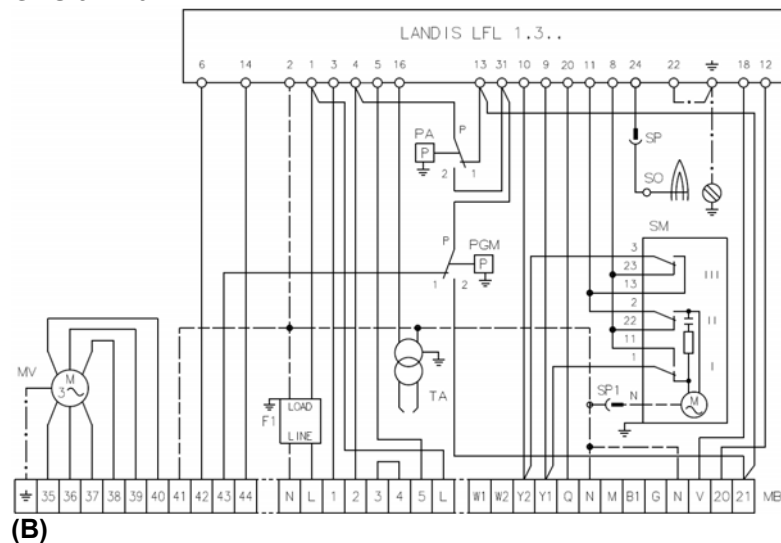 LANDIS LFL 1.3..
6 14 2 1 3 4 5 16 13 31 10 9 20 11 8 24 22 18 12
P
PA
P
2 1
SP
SO
SM
P
PGM
P
1 2
3
23
III
13
2
22
II
11
1
I
MV
M
3
TA
SP1
N
M
F1
LOAD
LINE
35 36 37 38 39 40 41 42 43 44 N L 1 2 3 4 5 L W1 W2 Y2 Y1 Q N M B1 G N V 20 21 MB
(B)